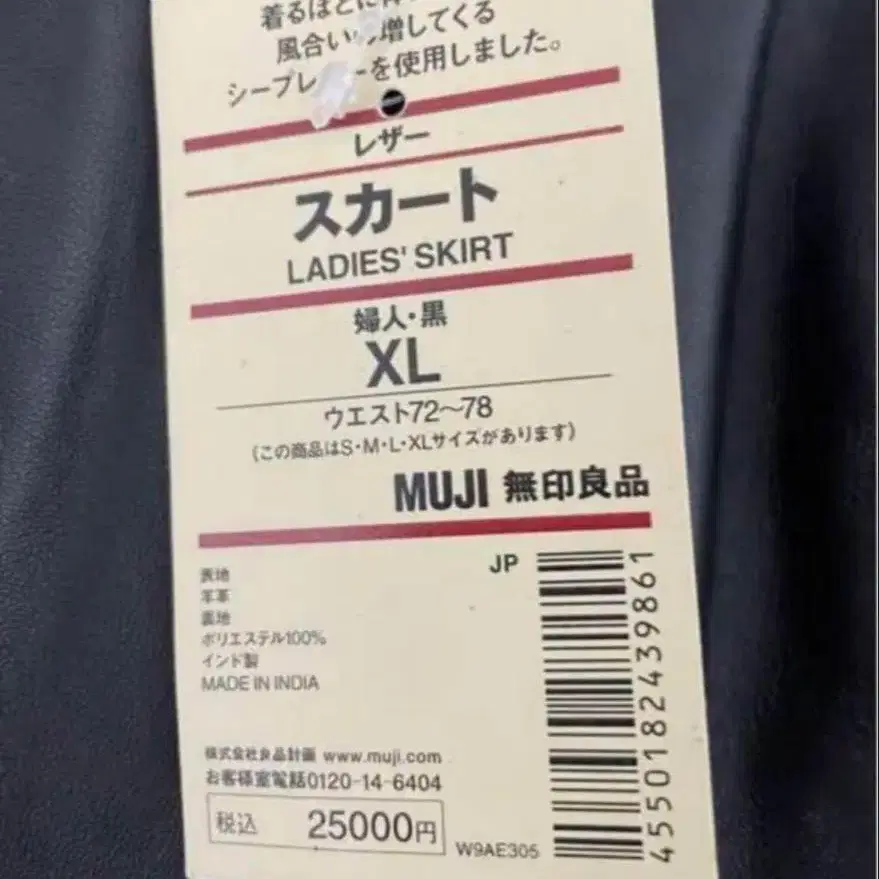 着るほどに
風合い 増してくる
シープレ ーを使用しました。
レザー
スカート
LADIES' SKIRT
婦人・黒
XL
ウエスト72〜78
(この商品はS・M・L・XLサイズがあります)
MUJI 無印良品
JP
表地
羊革
裏地
ポリエステル100%
インド製
MADE IN INDIA
株式会社良品計画 www.muji.com
お客様室電話0120-14-6404
税込 25000円
W9AE305
4550182439861